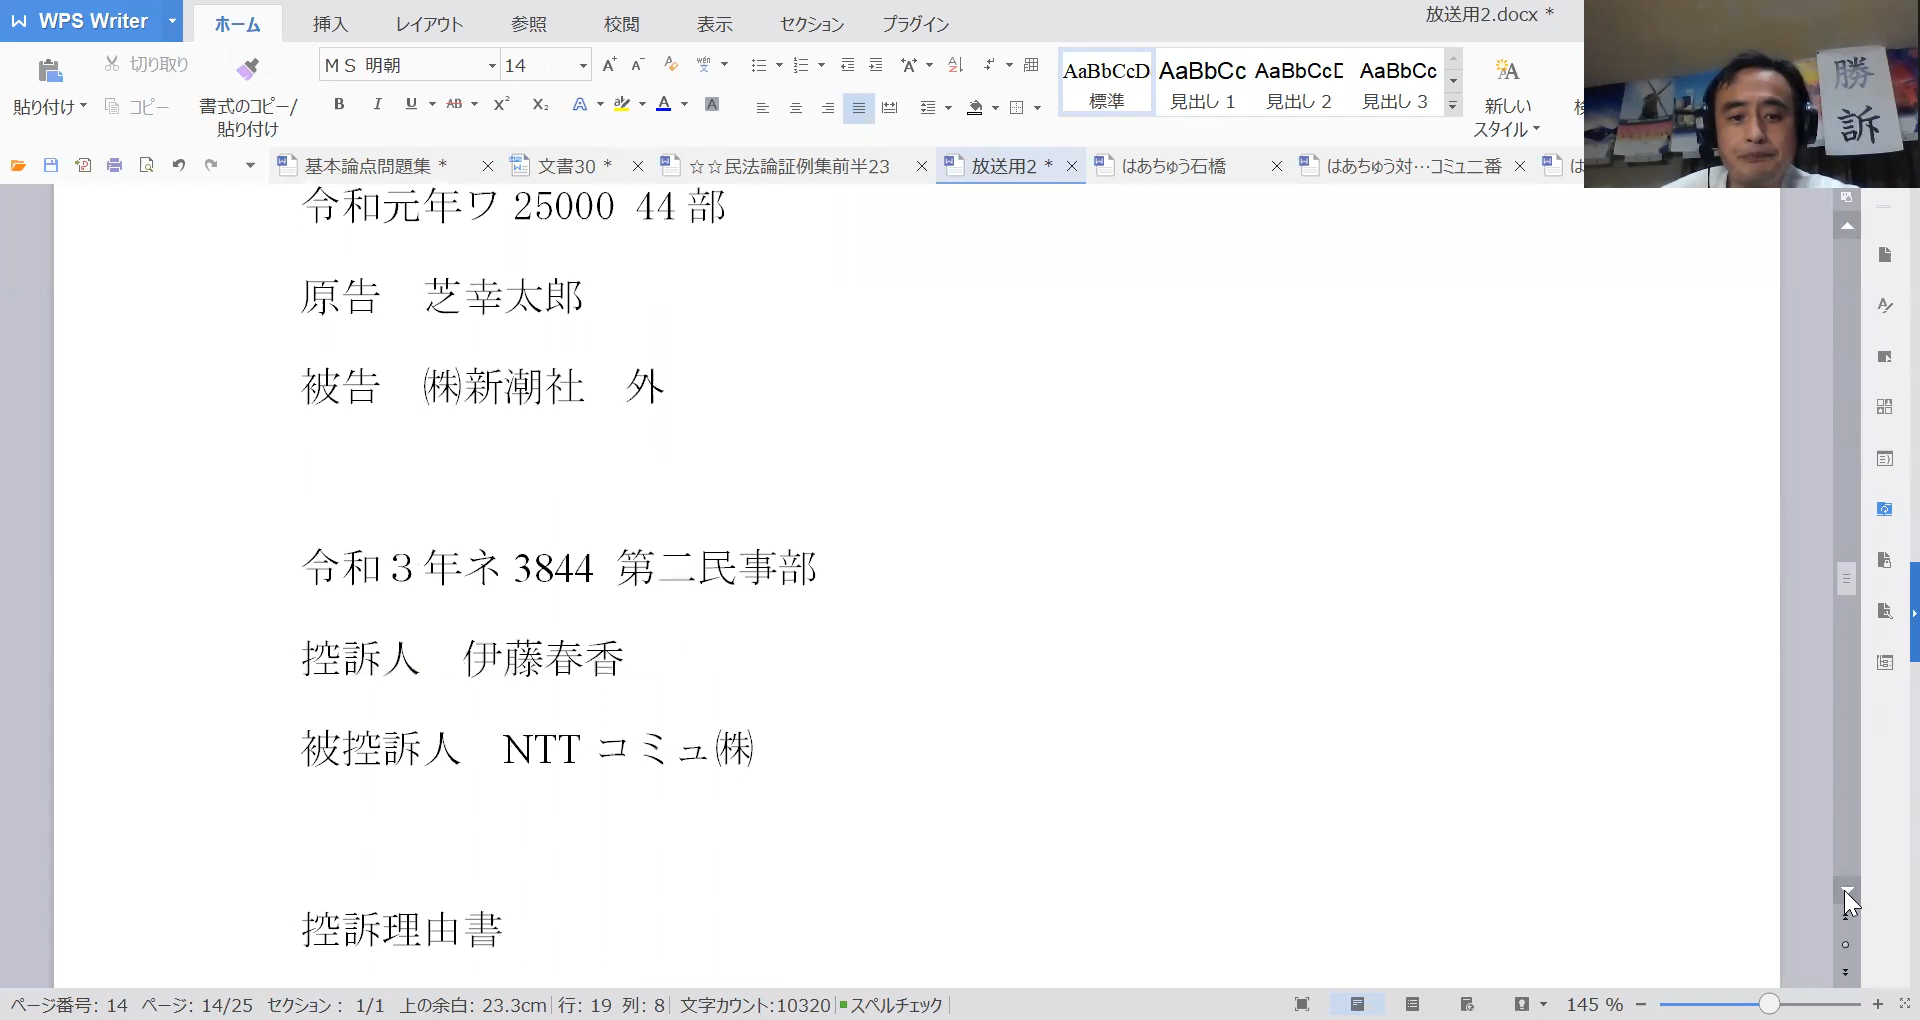 WPS Writer
ホーム 挿入 レイアウト 参照 校閲 表示 セクション プラグイン
放送用2.docx *
貼り付け 切り取り コピー 書式のコピー/貼り付け
ＭＳ 明朝 14
AaBbCcD AaBbCc AaBbCcD AaBbCc
標準 見出し 1 見出し 2 見出し 3
新しいスタイル
勝訴
基本論点問題集 * 文書30 * ☆☆民法論証例集前半23 放送用2 * はあちゅう石橋 はあちゅう対…コミュ二番 は
令和元年ワ 25000 44 部
原告　芝幸太郎
被告　㈱新潮社　外
令和３年ネ 3844 第二民事部
控訴人　伊藤春香
被控訴人　NTT コミュ㈱
控訴理由書
ページ番号: 14 ページ: 14/25 セクション: 1/1 上の余白: 23.3cm 行: 19 列: 8 文字カウント:10320 スペルチェック 145 %